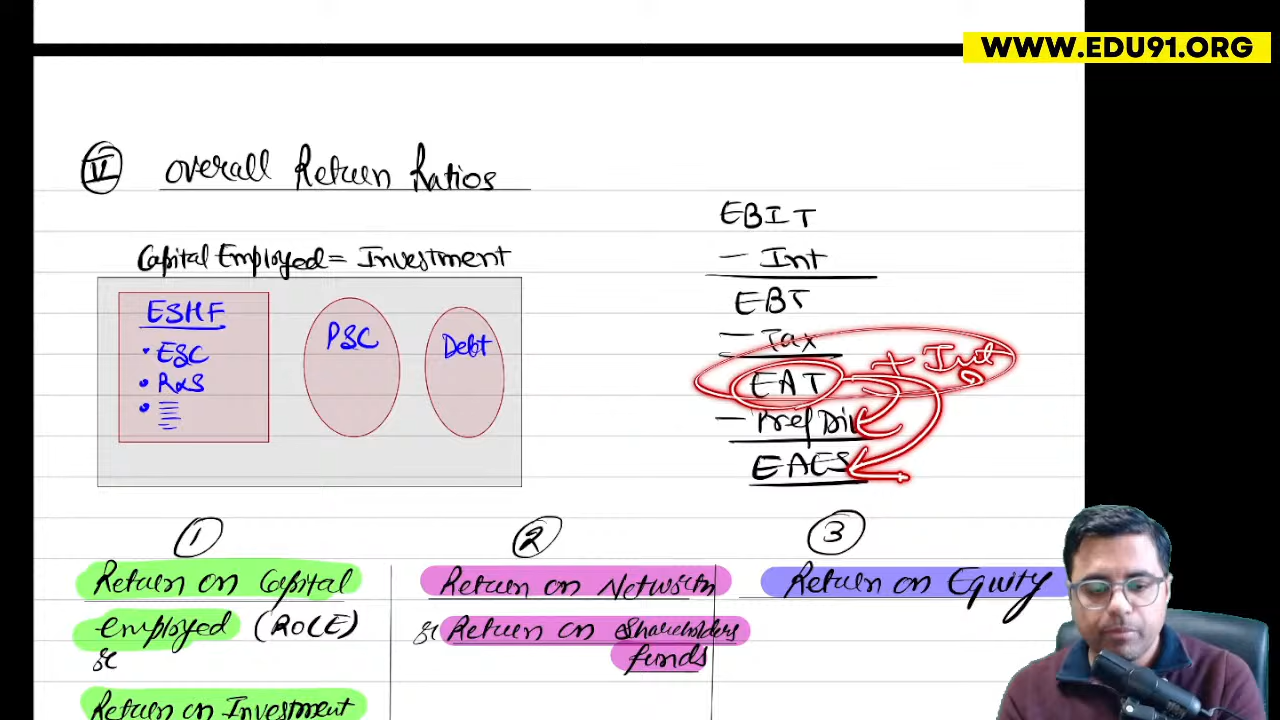 WWW.EDU91.ORG
V overall Return Ratios
Capital Employed = Investment
ESHF
• ESC
• R&S
PSC
Debt
EBIT
- Int
EBT
- Tax
EAT + Int
- Pref Div
EAES
1
Return on Capital
employed (ROCE)
or
Return on Investment
2
Return on Networth
or Return on Shareholders
funds
3
Return on Equity